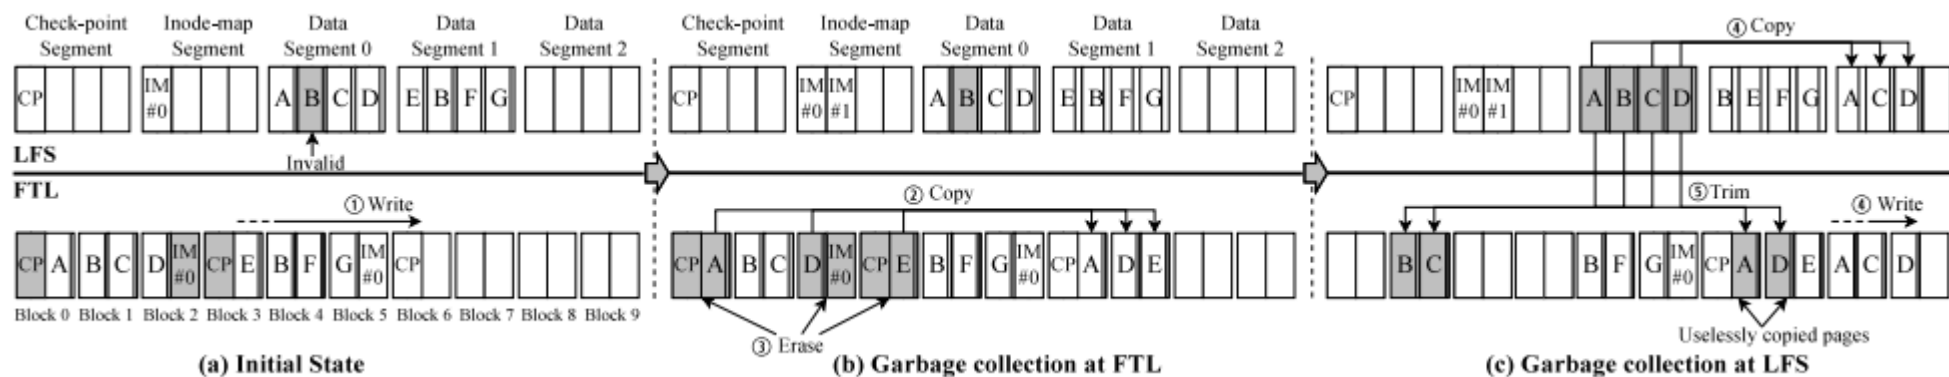 Check-point Segment
Inode-map Segment
Data Segment 0
Data Segment 1
Data Segment 2
CP
IM #0
A B C D
E B F G
Invalid
LFS
FTL
① Write
CP A
B C
D IM #0
CP E
B F
G IM #0
CP
Block 0 Block 1 Block 2 Block 3 Block 4 Block 5 Block 6 Block 7 Block 8 Block 9
(a) Initial State
Check-point Segment
Inode-map Segment
Data Segment 0
Data Segment 1
Data Segment 2
CP
IM #0 IM #1
A B C D
E B F G
② Copy
CP A
B C
D IM #0
CP E
B F
G IM #0
CP A
D E
③ Erase
(b) Garbage collection at FTL
④ Copy
CP
IM #0 IM #1
A B C D
B E F G
A C D
⑤ Trim
④ Write
B C
B F
G IM #0
CP A
D E
A C
D
Uselessly copied pages
(c) Garbage collection at LFS